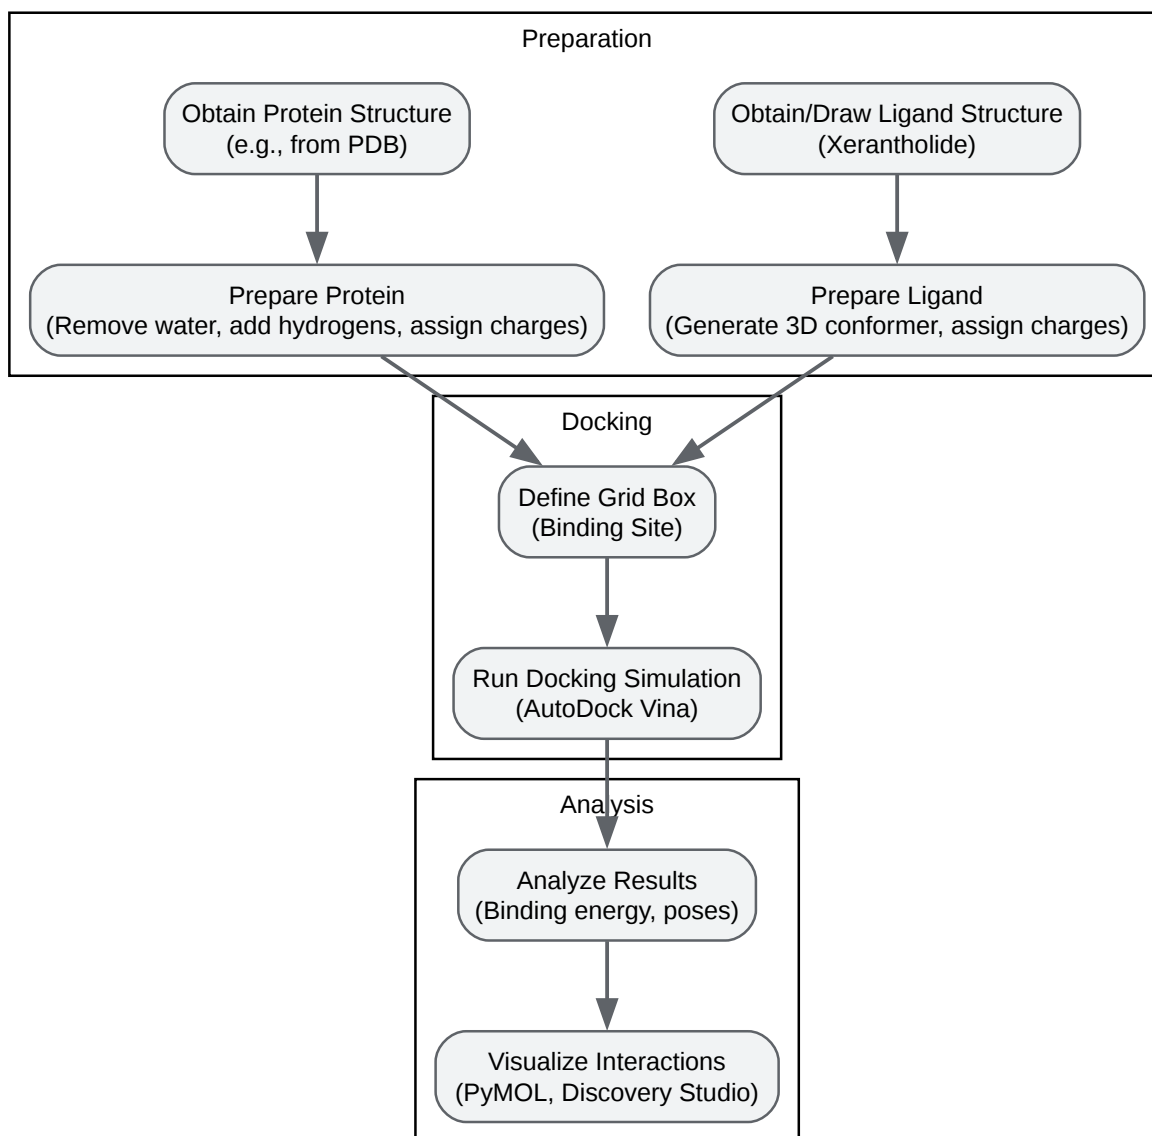 Preparation
Obtain Protein Structure
(e.g., from PDB)
Obtain/Draw Ligand Structure
(Xerantholide)
Prepare Protein
(Remove water, add hydrogens, assign charges)
Prepare Ligand
(Generate 3D conformer, assign charges)
Docking
Define Grid Box
(Binding Site)
Run Docking Simulation
(AutoDock Vina)
Analysis
Analyze Results
(Binding energy, poses)
Visualize Interactions
(PyMOL, Discovery Studio)